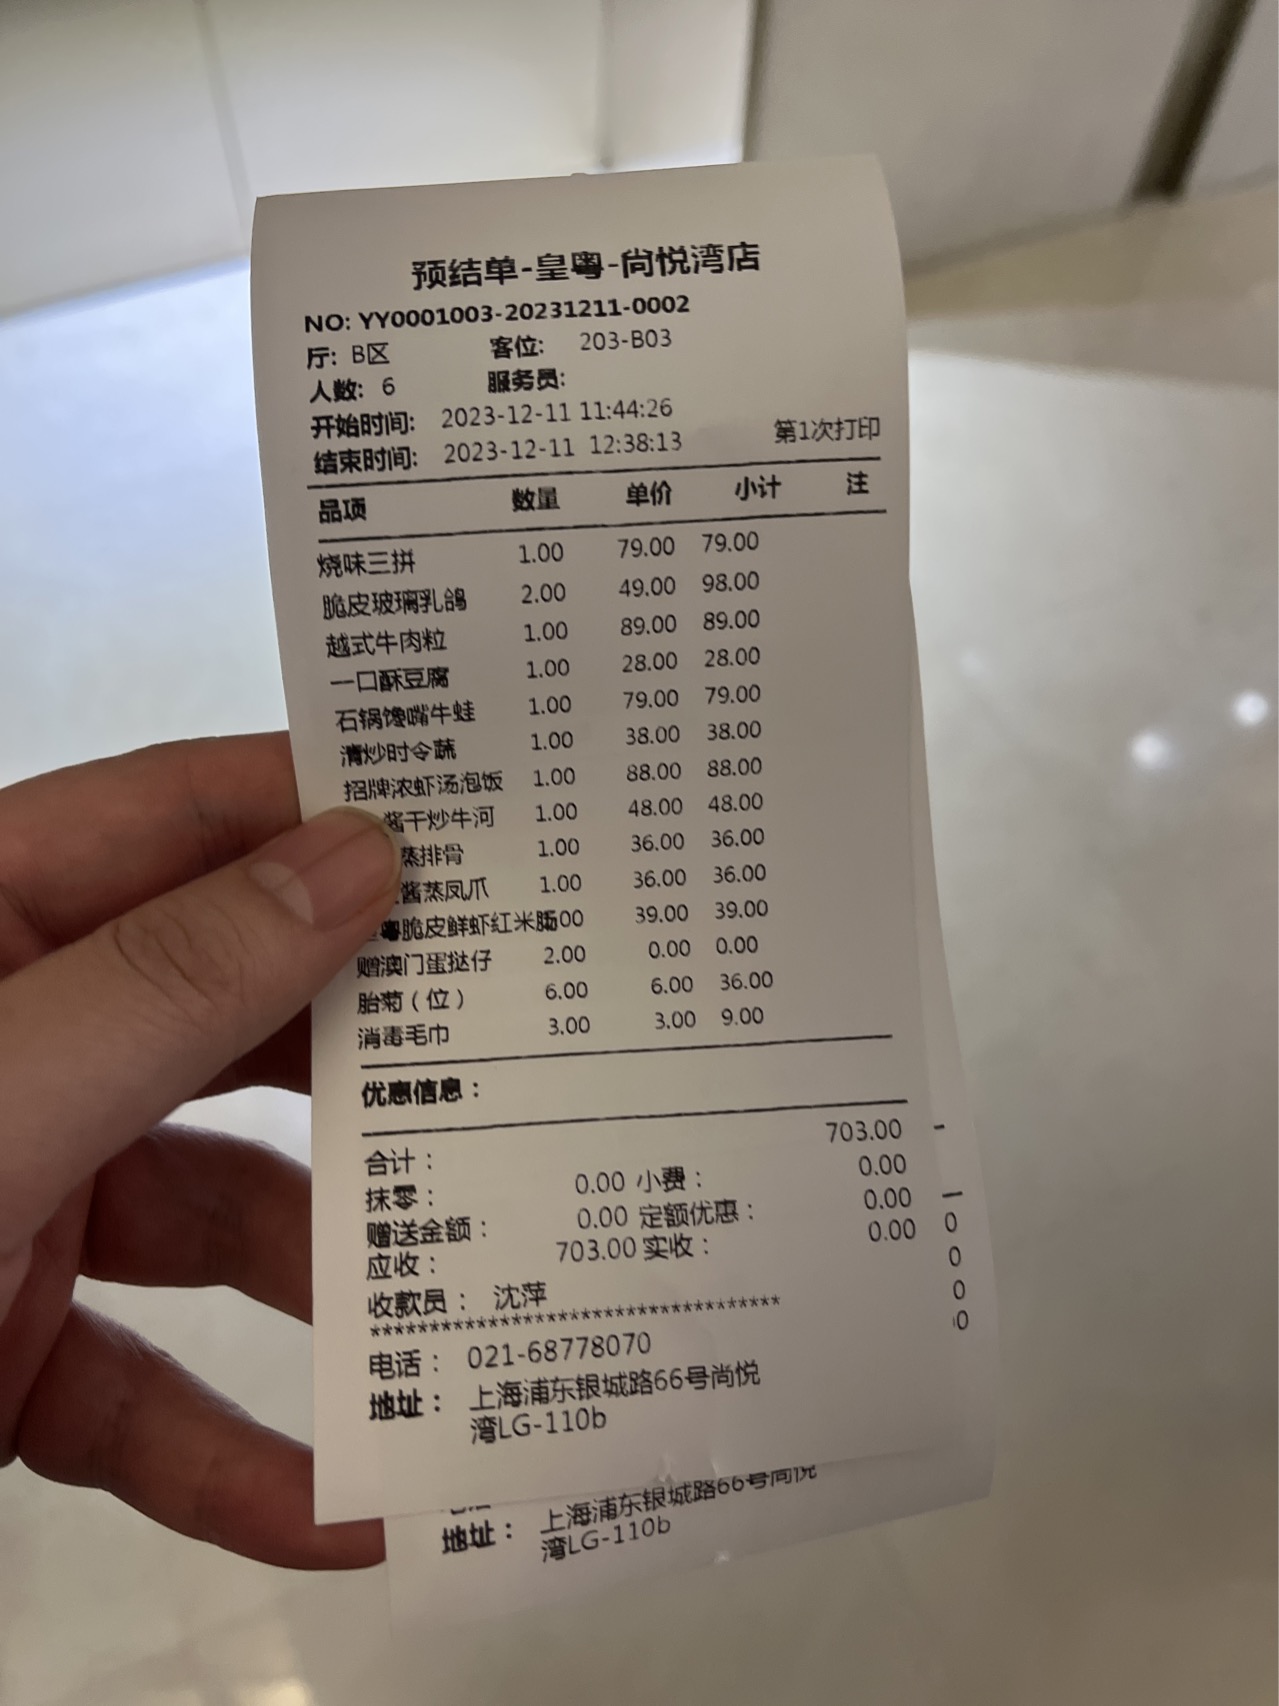 预结单-皇粤-尚悦湾店
NO: YY0001003-20231211-0002
厅: B区 客位: 203-B03
人数: 6 服务员:
开始时间: 2023-12-11 11:44:26
结束时间: 2023-12-11 12:38:13 第1次打印
品项 数量 单价 小计 注
烧味三拼 1.00 79.00 79.00
脆皮玻璃乳鸽 2.00 49.00 98.00
越式牛肉粒 1.00 89.00 89.00
一口酥豆腐 1.00 28.00 28.00
石锅馋嘴牛蛙 1.00 79.00 79.00
清炒时令蔬 1.00 38.00 38.00
招牌浓虾汤泡饭 1.00 88.00 88.00
酱干炒牛河 1.00 48.00 48.00
蒸排骨 1.00 36.00 36.00
酱蒸凤爪 1.00 36.00 36.00
粤脆皮鲜虾红米肠 00 39.00 39.00
赠澳门蛋挞仔 2.00 0.00 0.00
胎菊（位） 6.00 6.00 36.00
消毒毛巾 3.00 3.00 9.00
优惠信息：
合计： 703.00
抹零： 0.00 小费： 0.00
赠送金额： 0.00 定额优惠： 0.00
应收： 703.00 实收： 0.00
收款员： 沈萍
***********************************
电话： 021-68778070
地址： 上海浦东银城路66号尚悦
湾LG-110b
0
0
0
0
地址： 上海浦东银城路66号尚悦
湾LG-110b